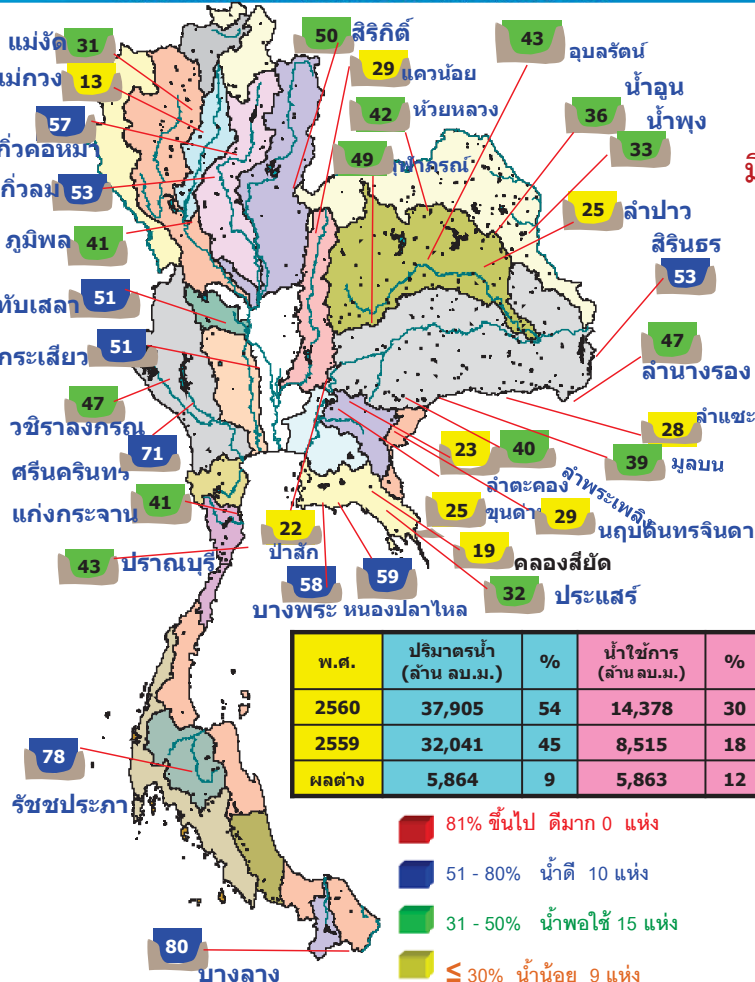 แม่งัด 31
50 สิริกิติ์
43 อุบลรัตน์
แม่กวง 13
29 แควน้อย
น้ำอูน
36
42 ห้วยหลวง
57
น้ำพุง
33
กิ่วคอหมา
49
กิ่วลม 53
25 ลำปาว
สิรินธร
53
ภูมิพล 41
ทับเสลา 51
กระเสียว 51
47
ลำนางรอง
47
วชิราลงกรณ
28 ลำแซะ
71
23
40
39 มูลบน
ศรีนครินทร์
ลำตะคอง
ลำพระเพลิง
แก่งกระจาน 41
25
29 นฤบดินทรจินดา
22
ป่าสัก
19
คลองสียัด
43 ปราณบุรี
58
59
บางพระ หนองปลาไหล
32 ประแสร์
พ.ศ. ปริมาตรน้ำ (ล้าน ลบ.ม.) % น้ำใช้การ (ล้าน ลบ.ม.) %
2560 37,905 54 14,378 30
2559 32,041 45 8,515 18
ผลต่าง 5,864 9 5,863 12
78
รัชชประภา
81% ขึ้นไป ดีมาก 0 แห่ง
51 - 80% น้ำดี 10 แห่ง
31 - 50% น้ำพอใช้ 15 แห่ง
≤ 30% น้ำน้อย 9 แห่ง
80
บางลาง